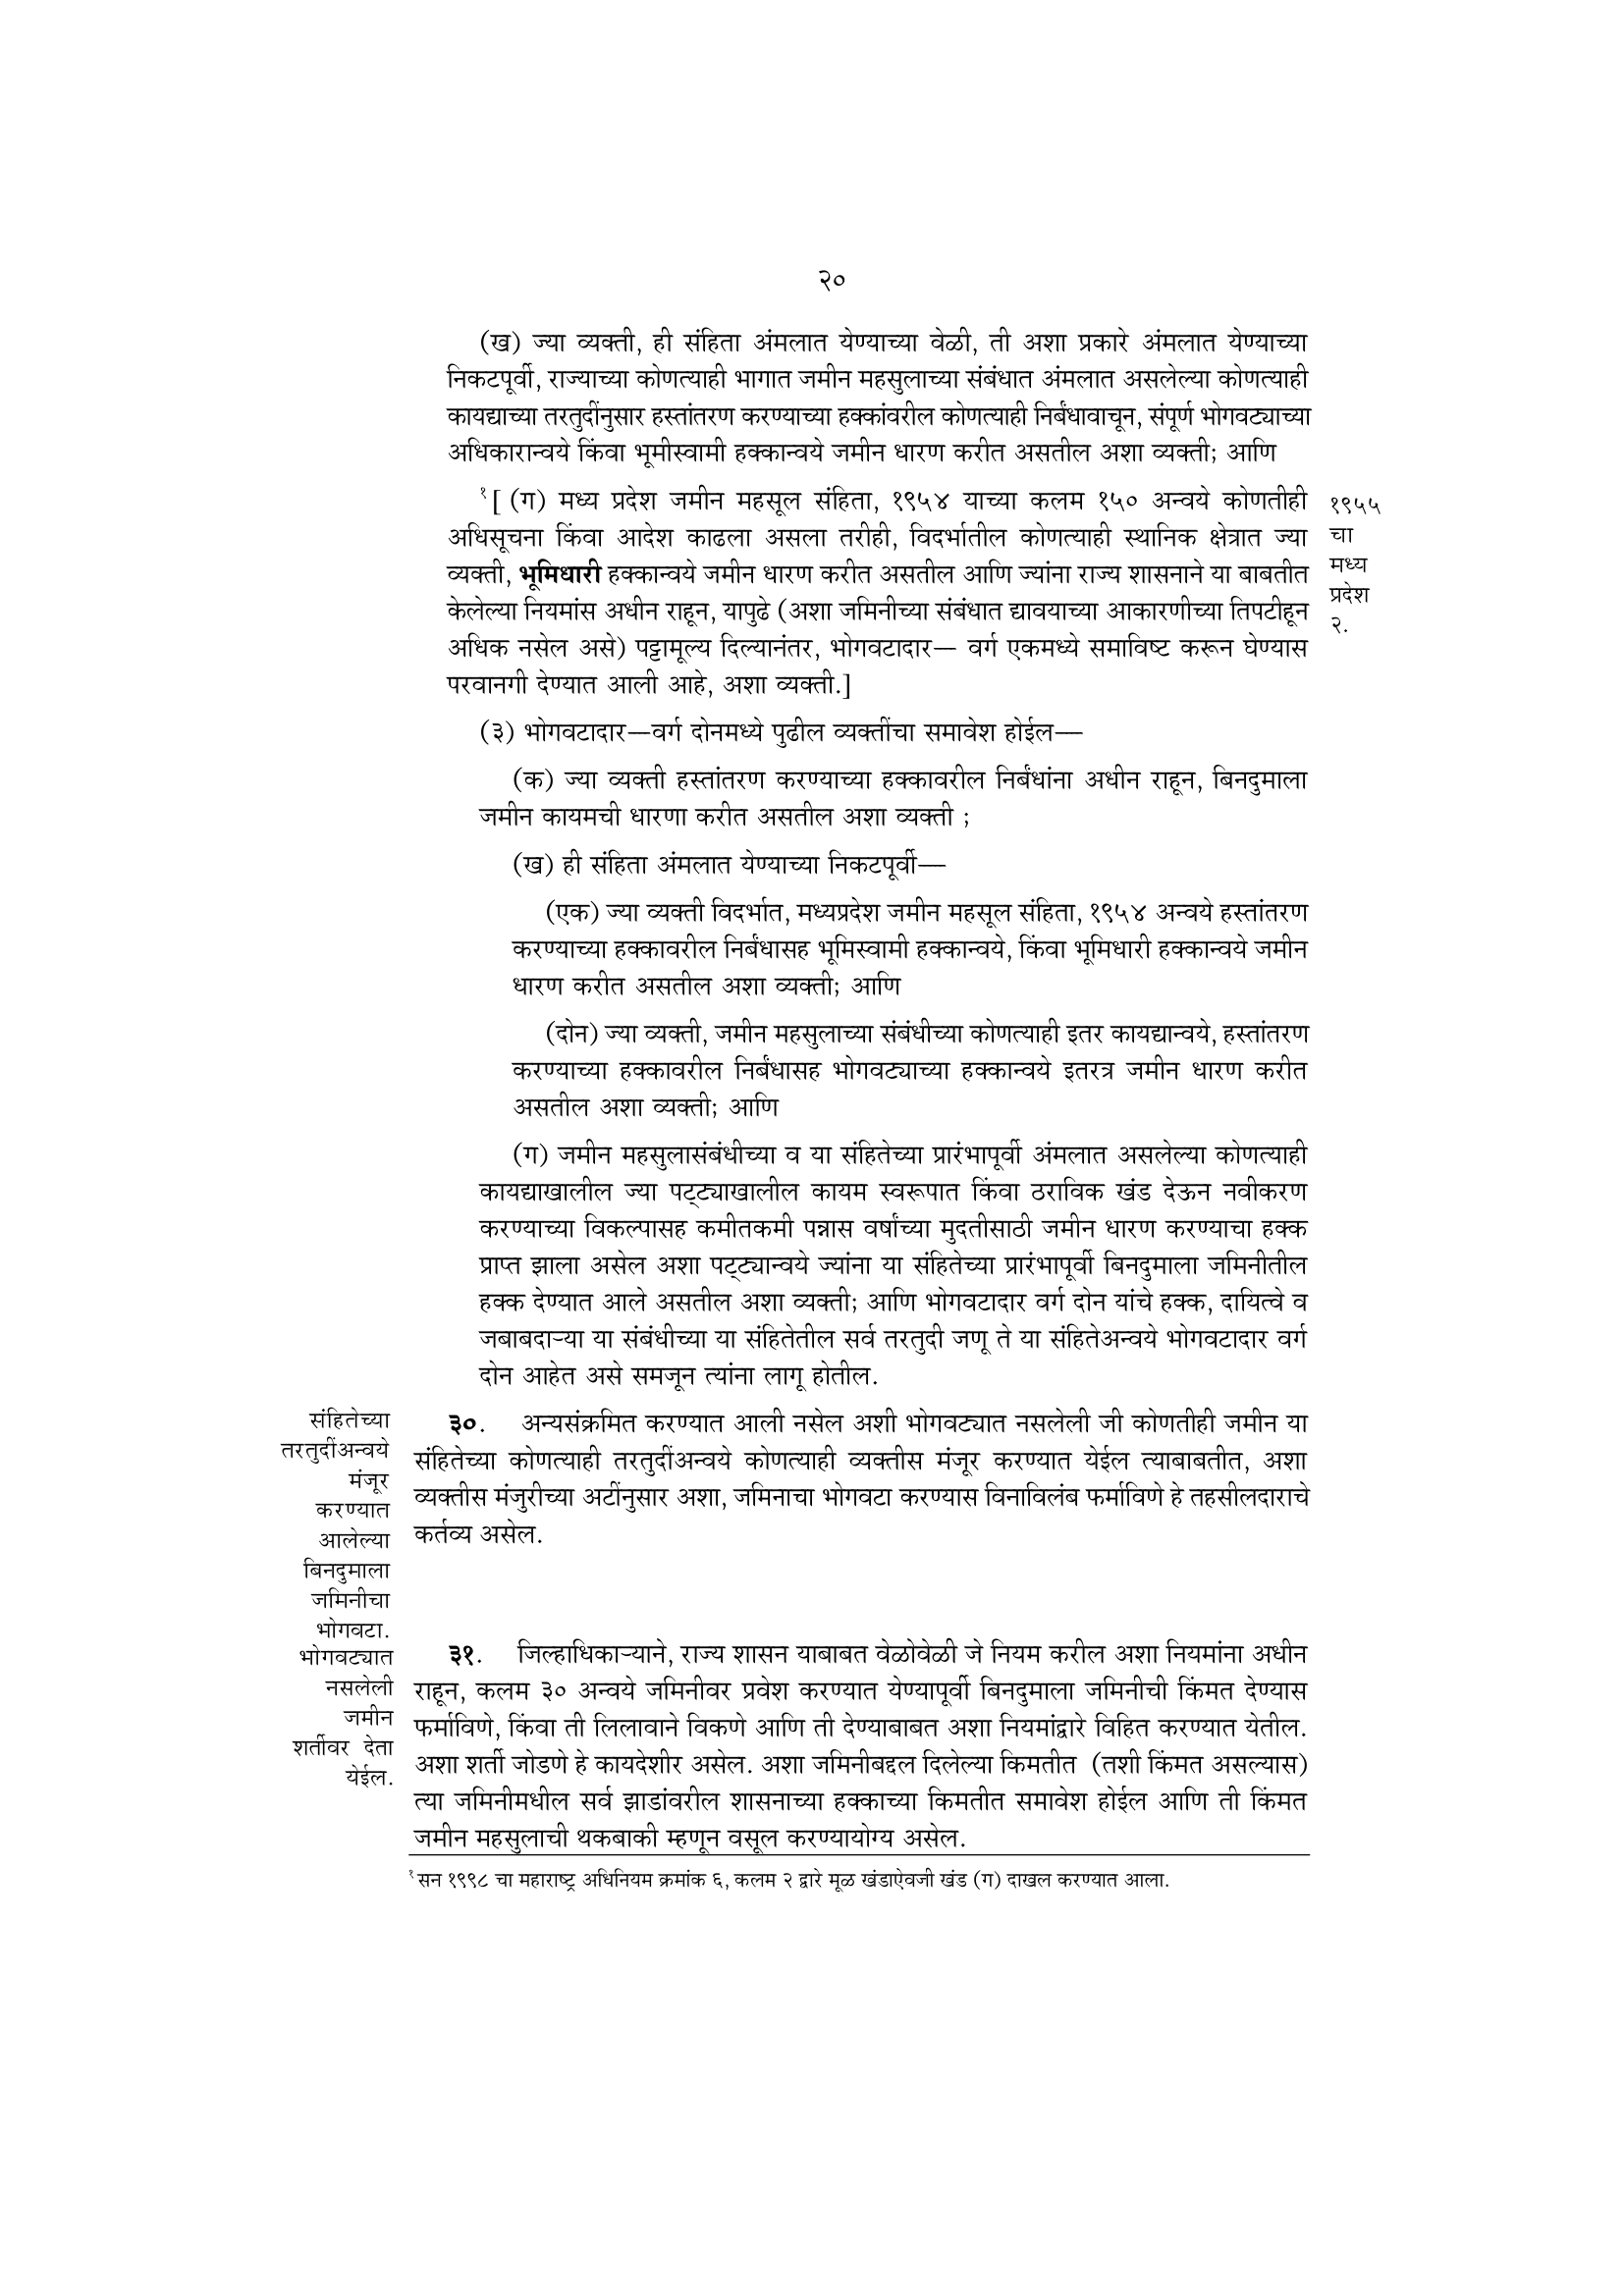 २०
(ख) ज्या व्यक्ती, ही संहिता अंमलात येण्याच्या वेळी, ती अशा प्रकारे अंमलात येण्याच्या
निकटपूर्वी, राज्याच्या कोणत्याही भागात जमीन महसुलाच्या संबंधात अंमलात असलेल्या कोणत्याही
कायद्याच्या तरतुदींनुसार हस्तांतरण करण्याच्या हक्कांवरील कोणत्याही निर्बंधावाचून, संपूर्ण भोगवट्याच्या
अधिकारान्वये किंवा भूमीस्वामी हक्कान्वये जमीन धारण करीत असतील अशा व्यक्ती; आणि
१[ (ग) मध्य प्रदेश जमीन महसूल संहिता, १९५४ याच्या कलम १५० अन्वये कोणतीही
अधिसूचना किंवा आदेश काढला असला तरीही, विदर्भातील कोणत्याही स्थानिक क्षेत्रात ज्या
व्यक्ती, भूमिधारी हक्कान्वये जमीन धारण करीत असतील आणि ज्यांना राज्य शासनाने या बाबतीत
केलेल्या नियमांस अधीन राहून, यापुढे (अशा जमिनीच्या संबंधात द्यावयाच्या आकारणीच्या तिपटीहून
अधिक नसेल असे) पट्टामूल्य दिल्यानंतर, भोगवटादार— वर्ग एकमध्ये समाविष्ट करून घेण्यास
परवानगी देण्यात आली आहे, अशा व्यक्ती.]
१९५५
चा
मध्य
प्रदेश
२.
(३) भोगवटादार—वर्ग दोनमध्ये पुढील व्यक्तींचा समावेश होईल—
(क) ज्या व्यक्ती हस्तांतरण करण्याच्या हक्कावरील निर्बंधांना अधीन राहून, बिनदुमाला
जमीन कायमची धारणा करीत असतील अशा व्यक्ती ;
(ख) ही संहिता अंमलात येण्याच्या निकटपूर्वी—
(एक) ज्या व्यक्ती विदर्भात, मध्यप्रदेश जमीन महसूल संहिता, १९५४ अन्वये हस्तांतरण
करण्याच्या हक्कावरील निर्बंधासह भूमिस्वामी हक्कान्वये, किंवा भूमिधारी हक्कान्वये जमीन
धारण करीत असतील अशा व्यक्ती; आणि
(दोन) ज्या व्यक्ती, जमीन महसुलाच्या संबंधीच्या कोणत्याही इतर कायद्यान्वये, हस्तांतरण
करण्याच्या हक्कावरील निर्बंधासह भोगवट्याच्या हक्कान्वये इतरत्र जमीन धारण करीत
असतील अशा व्यक्ती; आणि
(ग) जमीन महसुलासंबंधीच्या व या संहितेच्या प्रारंभापूर्वी अंमलात असलेल्या कोणत्याही
कायद्याखालील ज्या पट्ट्याखालील कायम स्वरूपात किंवा ठराविक खंड देऊन नवीकरण
करण्याच्या विकल्पासह कमीतकमी पन्नास वर्षांच्या मुदतीसाठी जमीन धारण करण्याचा हक्क
प्राप्त झाला असेल अशा पट्ट्यान्वये ज्यांना या संहितेच्या प्रारंभापूर्वी बिनदुमाला जमिनीतील
हक्क देण्यात आले असतील अशा व्यक्ती; आणि भोगवटादार वर्ग दोन यांचे हक्क, दायित्वे व
जबाबदाऱ्या या संबंधीच्या या संहितेतील सर्व तरतुदी जणू ते या संहितेअन्वये भोगवटादार वर्ग
दोन आहेत असे समजून त्यांना लागू होतील.
संहितेच्या
तरतुदींअन्वये
मंजूर
करण्यात
आलेल्या
बिनदुमाला
जमिनीचा
भोगवटा.
३०. अन्यसंक्रमित करण्यात आली नसेल अशी भोगवट्यात नसलेली जी कोणतीही जमीन या
संहितेच्या कोणत्याही तरतुदींअन्वये कोणत्याही व्यक्तीस मंजूर करण्यात येईल त्याबाबतीत, अशा
व्यक्तीस मंजुरीच्या अटींनुसार अशा, जमिनाचा भोगवटा करण्यास विनाविलंब फर्माविणे हे तहसीलदाराचे
कर्तव्य असेल.
भोगवट्यात
नसलेली
जमीन
शर्तीवर देता
येईल.
३१. जिल्हाधिकाऱ्याने, राज्य शासन याबाबत वेळोवेळी जे नियम करील अशा नियमांना अधीन
राहून, कलम ३० अन्वये जमिनीवर प्रवेश करण्यात येण्यापूर्वी बिनदुमाला जमिनीची किंमत देण्यास
फर्माविणे, किंवा ती लिलावाने विकणे आणि ती देण्याबाबत अशा नियमांद्वारे विहित करण्यात येतील.
अशा शर्ती जोडणे हे कायदेशीर असेल. अशा जमिनीबद्दल दिलेल्या किमतीत (तशी किंमत असल्यास)
त्या जमिनीमधील सर्व झाडांवरील शासनाच्या हक्काच्या किमतीत समावेश होईल आणि ती किंमत
जमीन महसुलाची थकबाकी म्हणून वसूल करण्यायोग्य असेल.
१ सन १९९८ चा महाराष्ट्र अधिनियम क्रमांक ६, कलम २ द्वारे मूळ खंडाऐवजी खंड (ग) दाखल करण्यात आला.